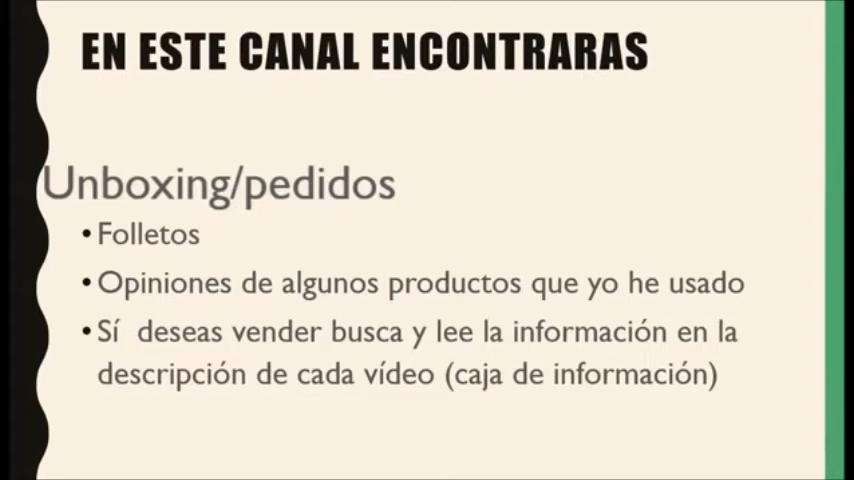 EN ESTE CANAL ENCONTRARAS
Unboxing/pedidos
•Folletos
•Opiniones de algunos productos que yo he usado
•Sí  deseas vender busca y lee la información en la
descripción de cada vídeo (caja de información)